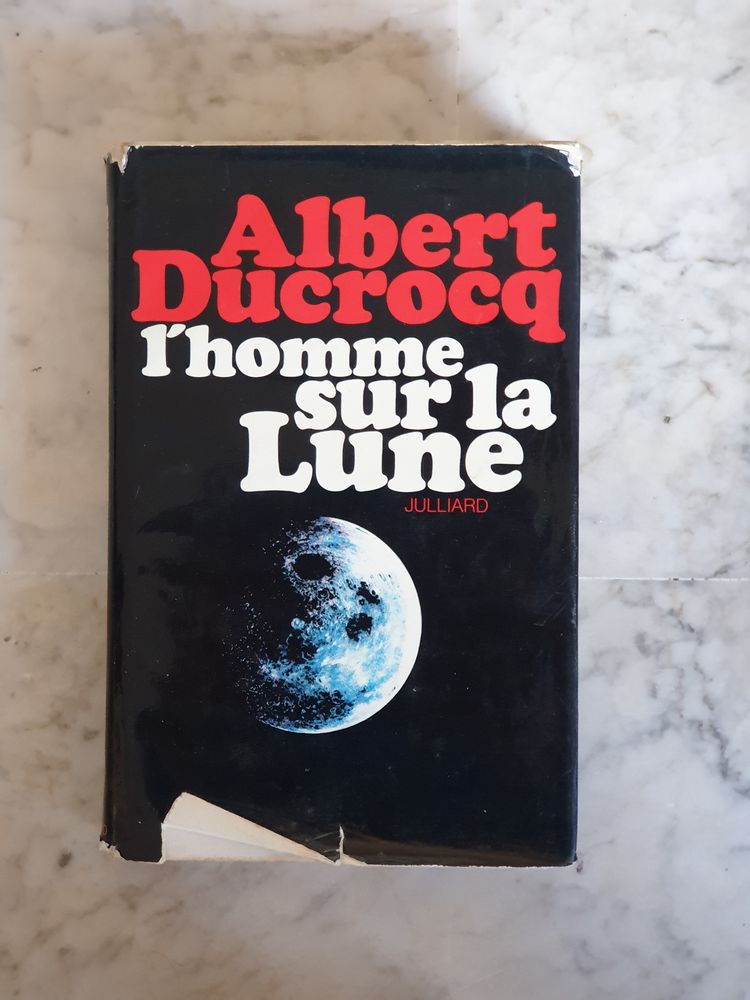 Albert
Ducrocq
l'homme
sur la
Lune
JULLIARD